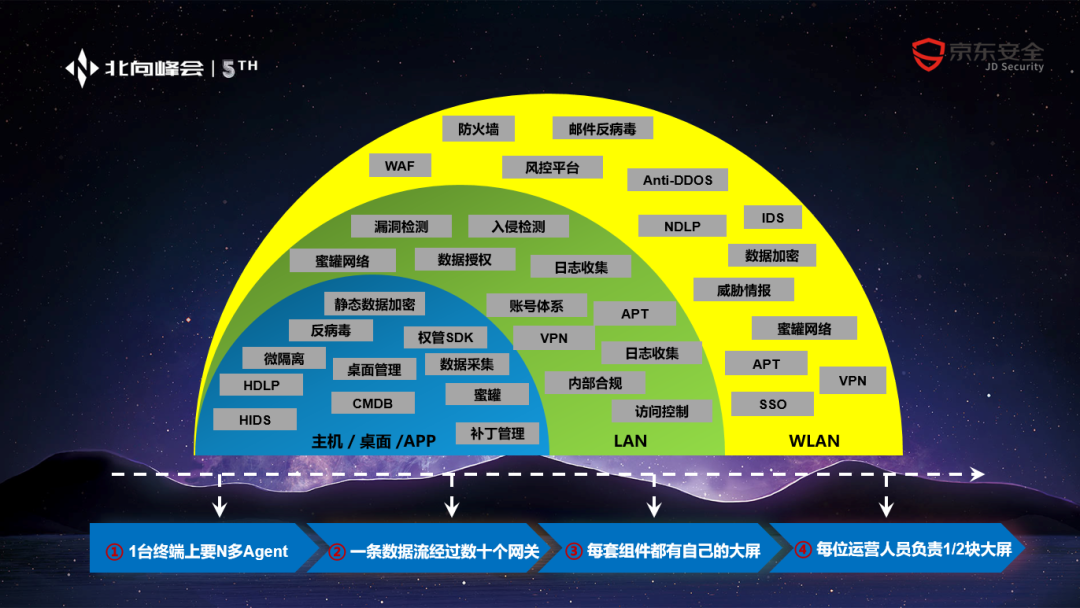 北向峰会 | 5TH
京东安全
JD Security
防火墙
邮件反病毒
WAF
风控平台
Anti-DDOS
IDS
NDLP
数据加密
威胁情报
蜜罐网络
APT
VPN
SSO
WLAN
漏洞检测
入侵检测
蜜罐网络
数据授权
日志收集
账号体系
APT
VPN
日志收集
内部合规
访问控制
LAN
静态数据加密
反病毒
权管SDK
微隔离
桌面管理
数据采集
HDLP
CMDB
蜜罐
HIDS
补丁管理
主机 / 桌面 /APP
① 1台终端上要N多Agent
② 一条数据流经过数十个网关
③ 每套组件都有自己的大屏
④ 每位运营人员负责1/2块大屏